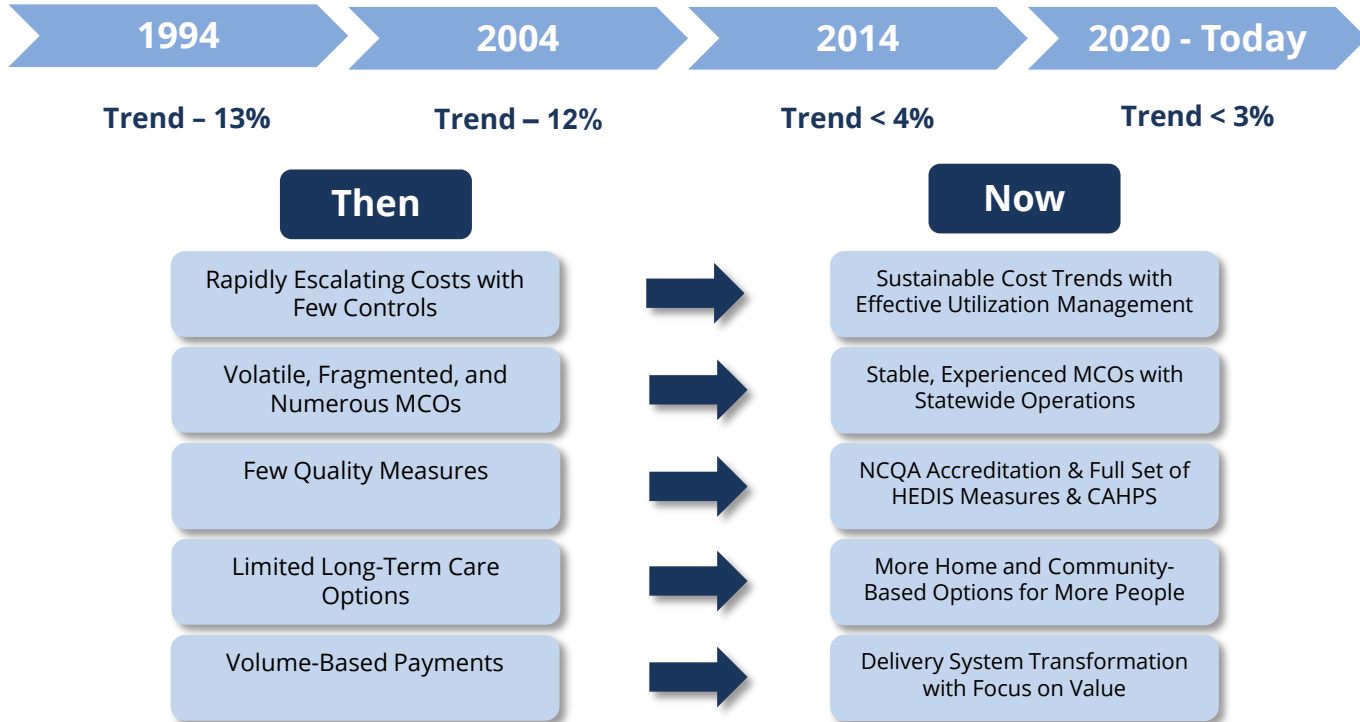 1994
2004
2014
2020 - Today
Trend – 13%
Trend – 12%
Trend < 4%
Trend < 3%
Then
Now
Rapidly Escalating Costs with
Few Controls
Sustainable Cost Trends with
Effective Utilization Management
Volatile, Fragmented, and
Numerous MCOs
Stable, Experienced MCOs with
Statewide Operations
Few Quality Measures
NCQA Accreditation & Full Set of
HEDIS Measures & CAHPS
Limited Long-Term Care
Options
More Home and Community-
Based Options for More People
Volume-Based Payments
Delivery System Transformation
with Focus on Value